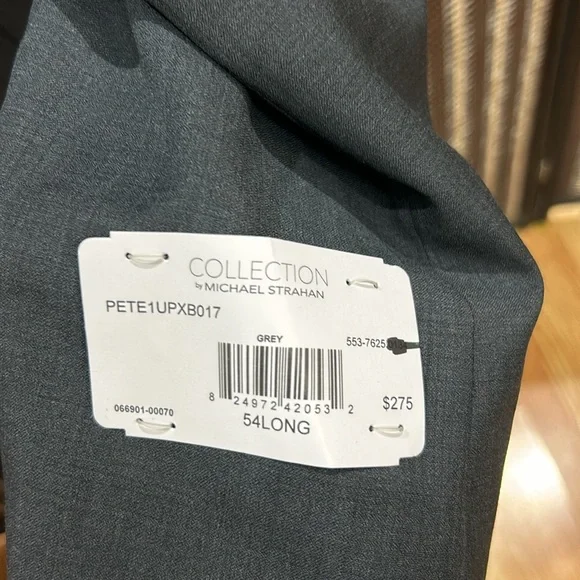 COLLECTION
by MICHAEL STRAHAN
PETE1UPXB017
GREY
553-7625
8 24972 42053 2
$275
066901-00070
54LONG